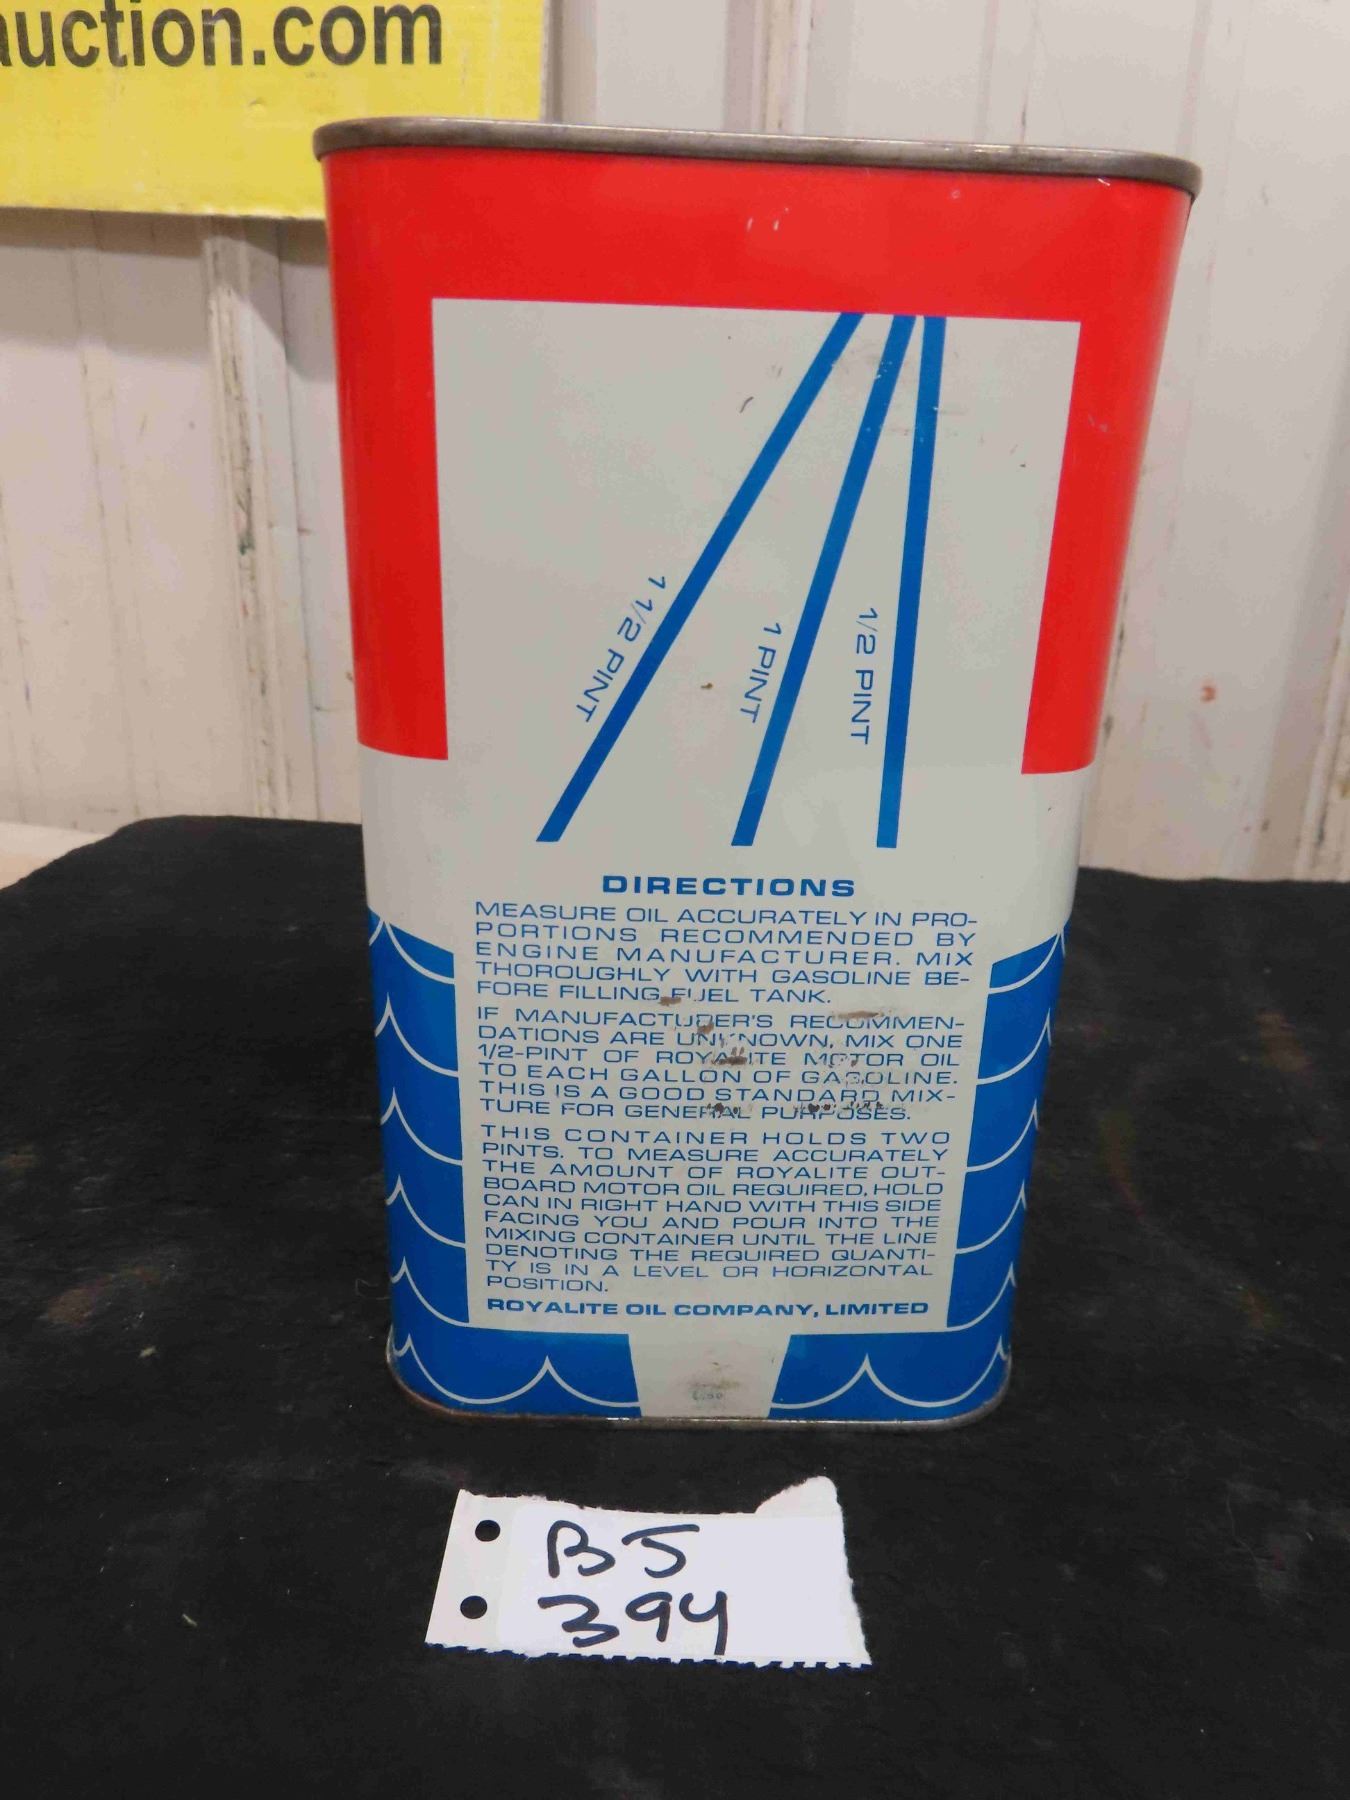 auction.com
1 1/2 PINT
1 PINT
1/2 PINT
DIRECTIONS
MEASURE OIL ACCURATELY IN PRO-
PORTIONS RECOMMENDED BY
ENGINE MANUFACTURER. MIX
THOROUGHLY WITH GASOLINE BE-
FORE FILLING FUEL TANK.
IF MANUFACTURER'S RECOMMEN-
DATIONS ARE UNKNOWN, MIX ONE
1/2-PINT OF ROYALITE MOTOR OIL
TO EACH GALLON OF GASOLINE.
THIS IS A GOOD STANDARD MIX-
TURE FOR GENERAL PURPOSES.
THIS CONTAINER HOLDS TWO
PINTS. TO MEASURE ACCURATELY
THE AMOUNT OF ROYALITE OUT-
BOARD MOTOR OIL REQUIRED, HOLD
CAN IN RIGHT HAND WITH THIS SIDE
FACING YOU AND POUR INTO THE
MIXING CONTAINER UNTIL THE LINE
DENOTING THE REQUIRED QUANTI-
TY IS IN A LEVEL OR HORIZONTAL
POSITION.
ROYALITE OIL COMPANY, LIMITED
B5
394